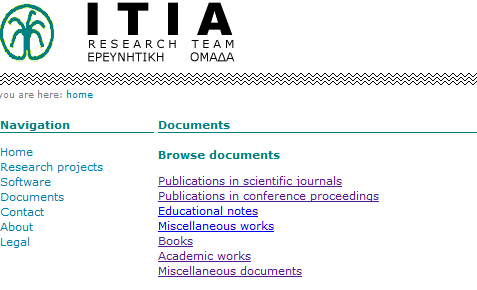 ITIA
RESEARCH TEAM
ΕΡΕΥΝΗΤΙΚΗ ΟΜΑΔΑ
you are here: home
Navigation
Home
Research projects
Software
Documents
Contact
About
Legal
Documents
Browse documents
Publications in scientific journals
Publications in conference proceedings
Educational notes
Miscellaneous works
Books
Academic works
Miscellaneous documents